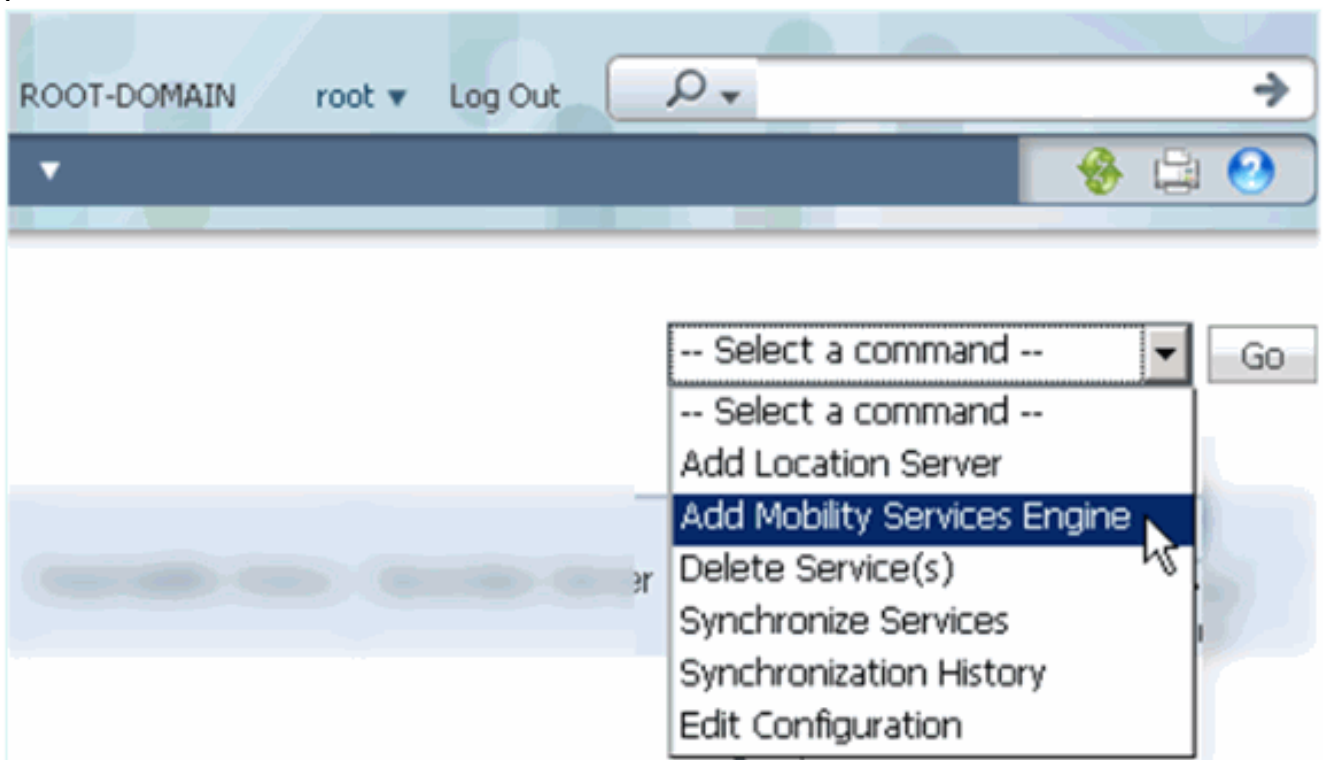 ROOT-DOMAIN root Log Out
-- Select a command -- Go
-- Select a command --
Add Location Server
Add Mobility Services Engine
er Delete Service(s)
Synchronize Services
Synchronization History
Edit Configuration